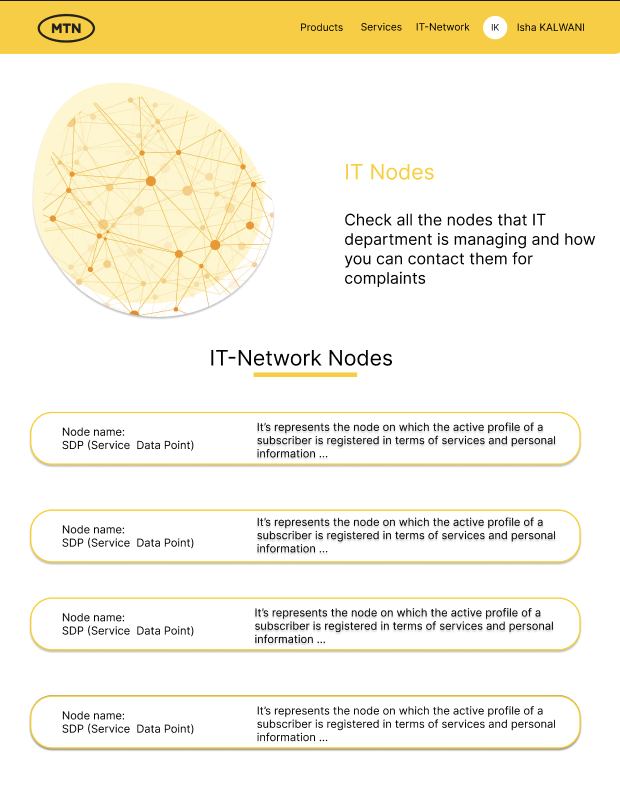 MTN Products Services IT-Network IK Isha KALWANI
IT Nodes
Check all the nodes that IT
department is managing and how
you can contact them for
complaints
IT-Network Nodes
Node name:
SDP (Service Data Point)
It's represents the node on which the active profile of a
subscriber is registered in terms of services and personal
information ...
Node name:
SDP (Service Data Point)
It's represents the node on which the active profile of a
subscriber is registered in terms of services and personal
information ...
Node name:
SDP (Service Data Point)
It's represents the node on which the active profile of a
subscriber is registered in terms of services and personal
information ...
Node name:
SDP (Service Data Point)
It's represents the node on which the active profile of a
subscriber is registered in terms of services and personal
information ...